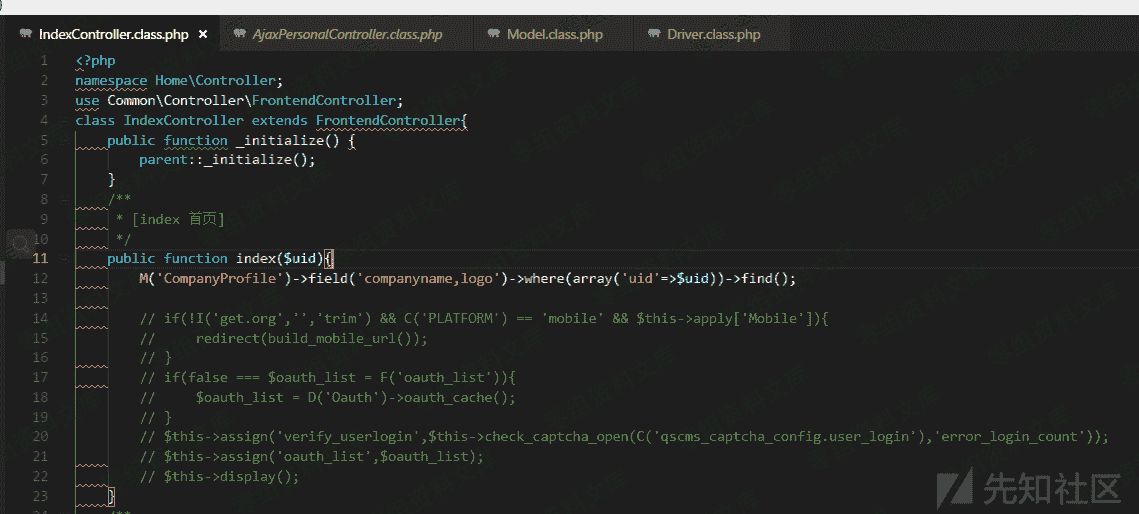 IndexController.class.php × AjaxPersonalController.class.php Model.class.php Driver.class.php
1 <?php
2 namespace Home\Controller;
3 use Common\Controller\FrontendController;
4 class IndexController extends FrontendController{
5 public function _initialize() {
6 parent::_initialize();
7 }
8 /**
9 * [index 首页]
10 */
11 public function index($uid){
12 M('CompanyProfile')->field('companyname,logo')->where(array('uid'=>$uid))->find();
13
14 // if(!I('get.org','','trim') && C('PLATFORM') == 'mobile' && $this->apply['Mobile']){
15 // redirect(build_mobile_url());
16 // }
17 // if(false === $oauth_list = F('oauth_list')){
18 // $oauth_list = D('Oauth')->oauth_cache();
19 // }
20 // $this->assign('verify_userlogin',$this->check_captcha_open(C('qscms_captcha_config.user_login'),'error_login_count'));
21 // $this->assign('oauth_list',$oauth_list);
22 // $this->display();
23 }
24 /**
先知社区